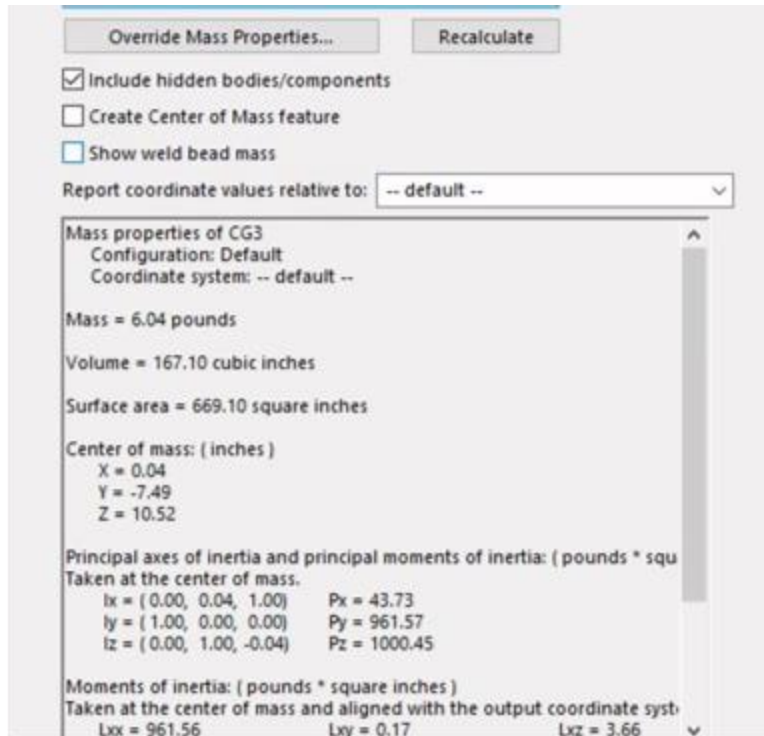 Override Mass Properties... Recalculate
Include hidden bodies/components
Create Center of Mass feature
Show weld bead mass
Report coordinate values relative to: -- default --
Mass properties of CG3
Configuration: Default
Coordinate system: -- default --
Mass = 6.04 pounds
Volume = 167.10 cubic inches
Surface area = 669.10 square inches
Center of mass: ( inches )
X = 0.04
Y = -7.49
Z = 10.52
Principal axes of inertia and principal moments of inertia: ( pounds * squ
Taken at the center of mass.
Ix = ( 0.00, 0.04, 1.00) Px = 43.73
Iy = ( 1.00, 0.00, 0.00) Py = 961.57
Iz = ( 0.00, 1.00, -0.04) Pz = 1000.45
Moments of inertia: ( pounds * square inches )
Taken at the center of mass and aligned with the output coordinate syst
Lxx = 961.56 Lxy = 0.17 Lxz = 3.66